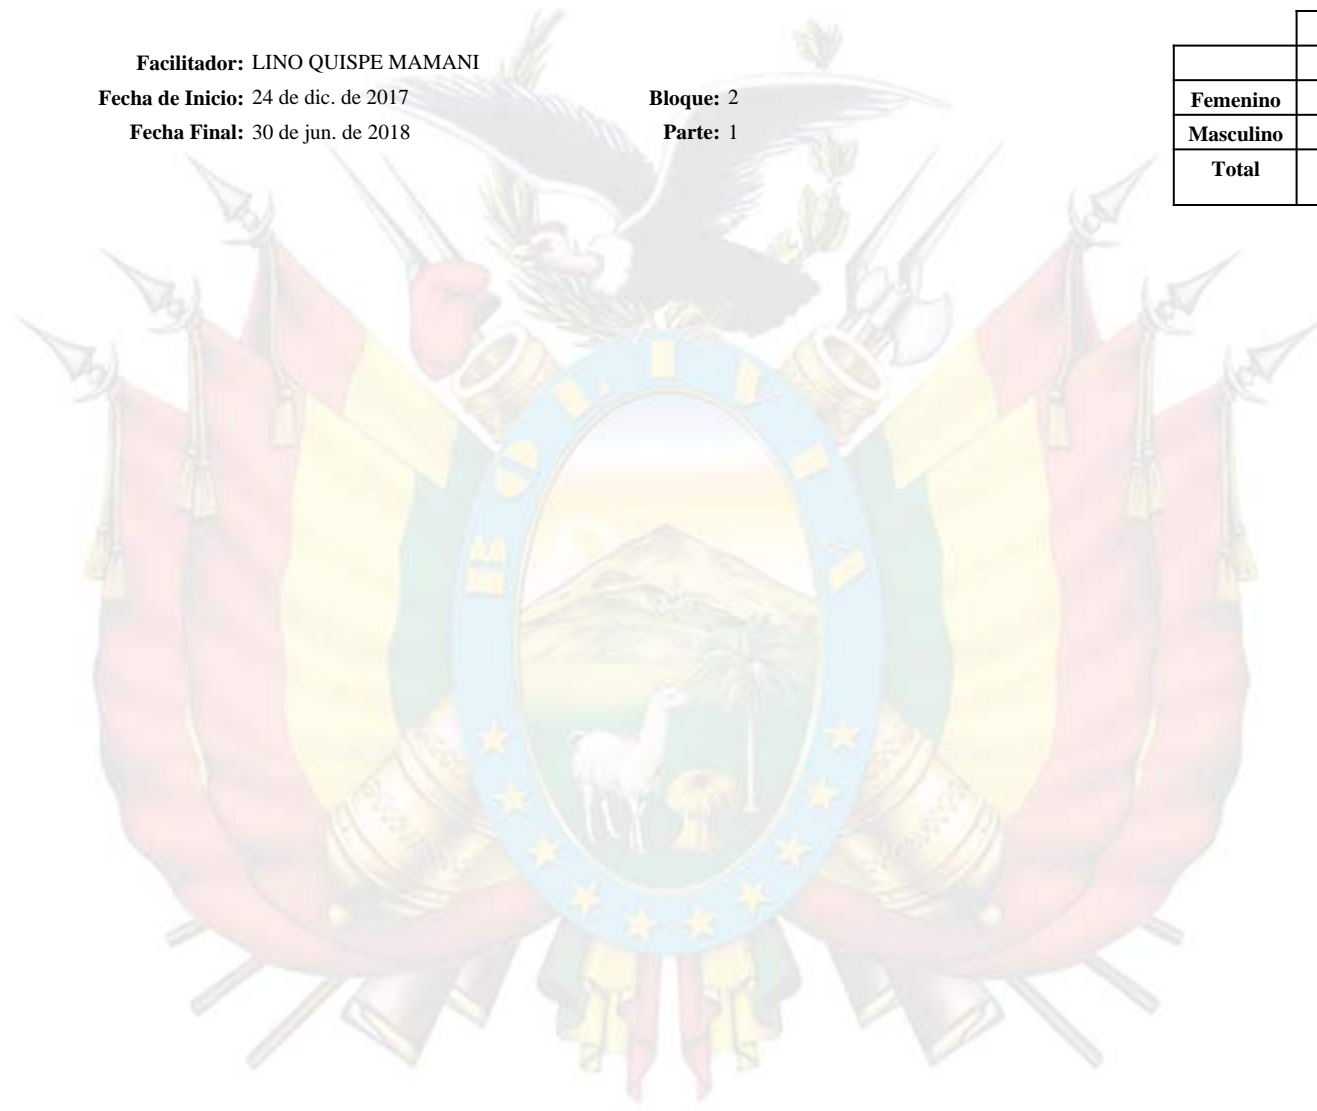 Facilitador: LINO QUISPE MAMANI
Fecha de Inicio: 24 de dic. de 2017 Bloque: 2
Fecha Final: 30 de jun. de 2018 Parte: 1
Femenino
Masculino
Total
BOLIVIA